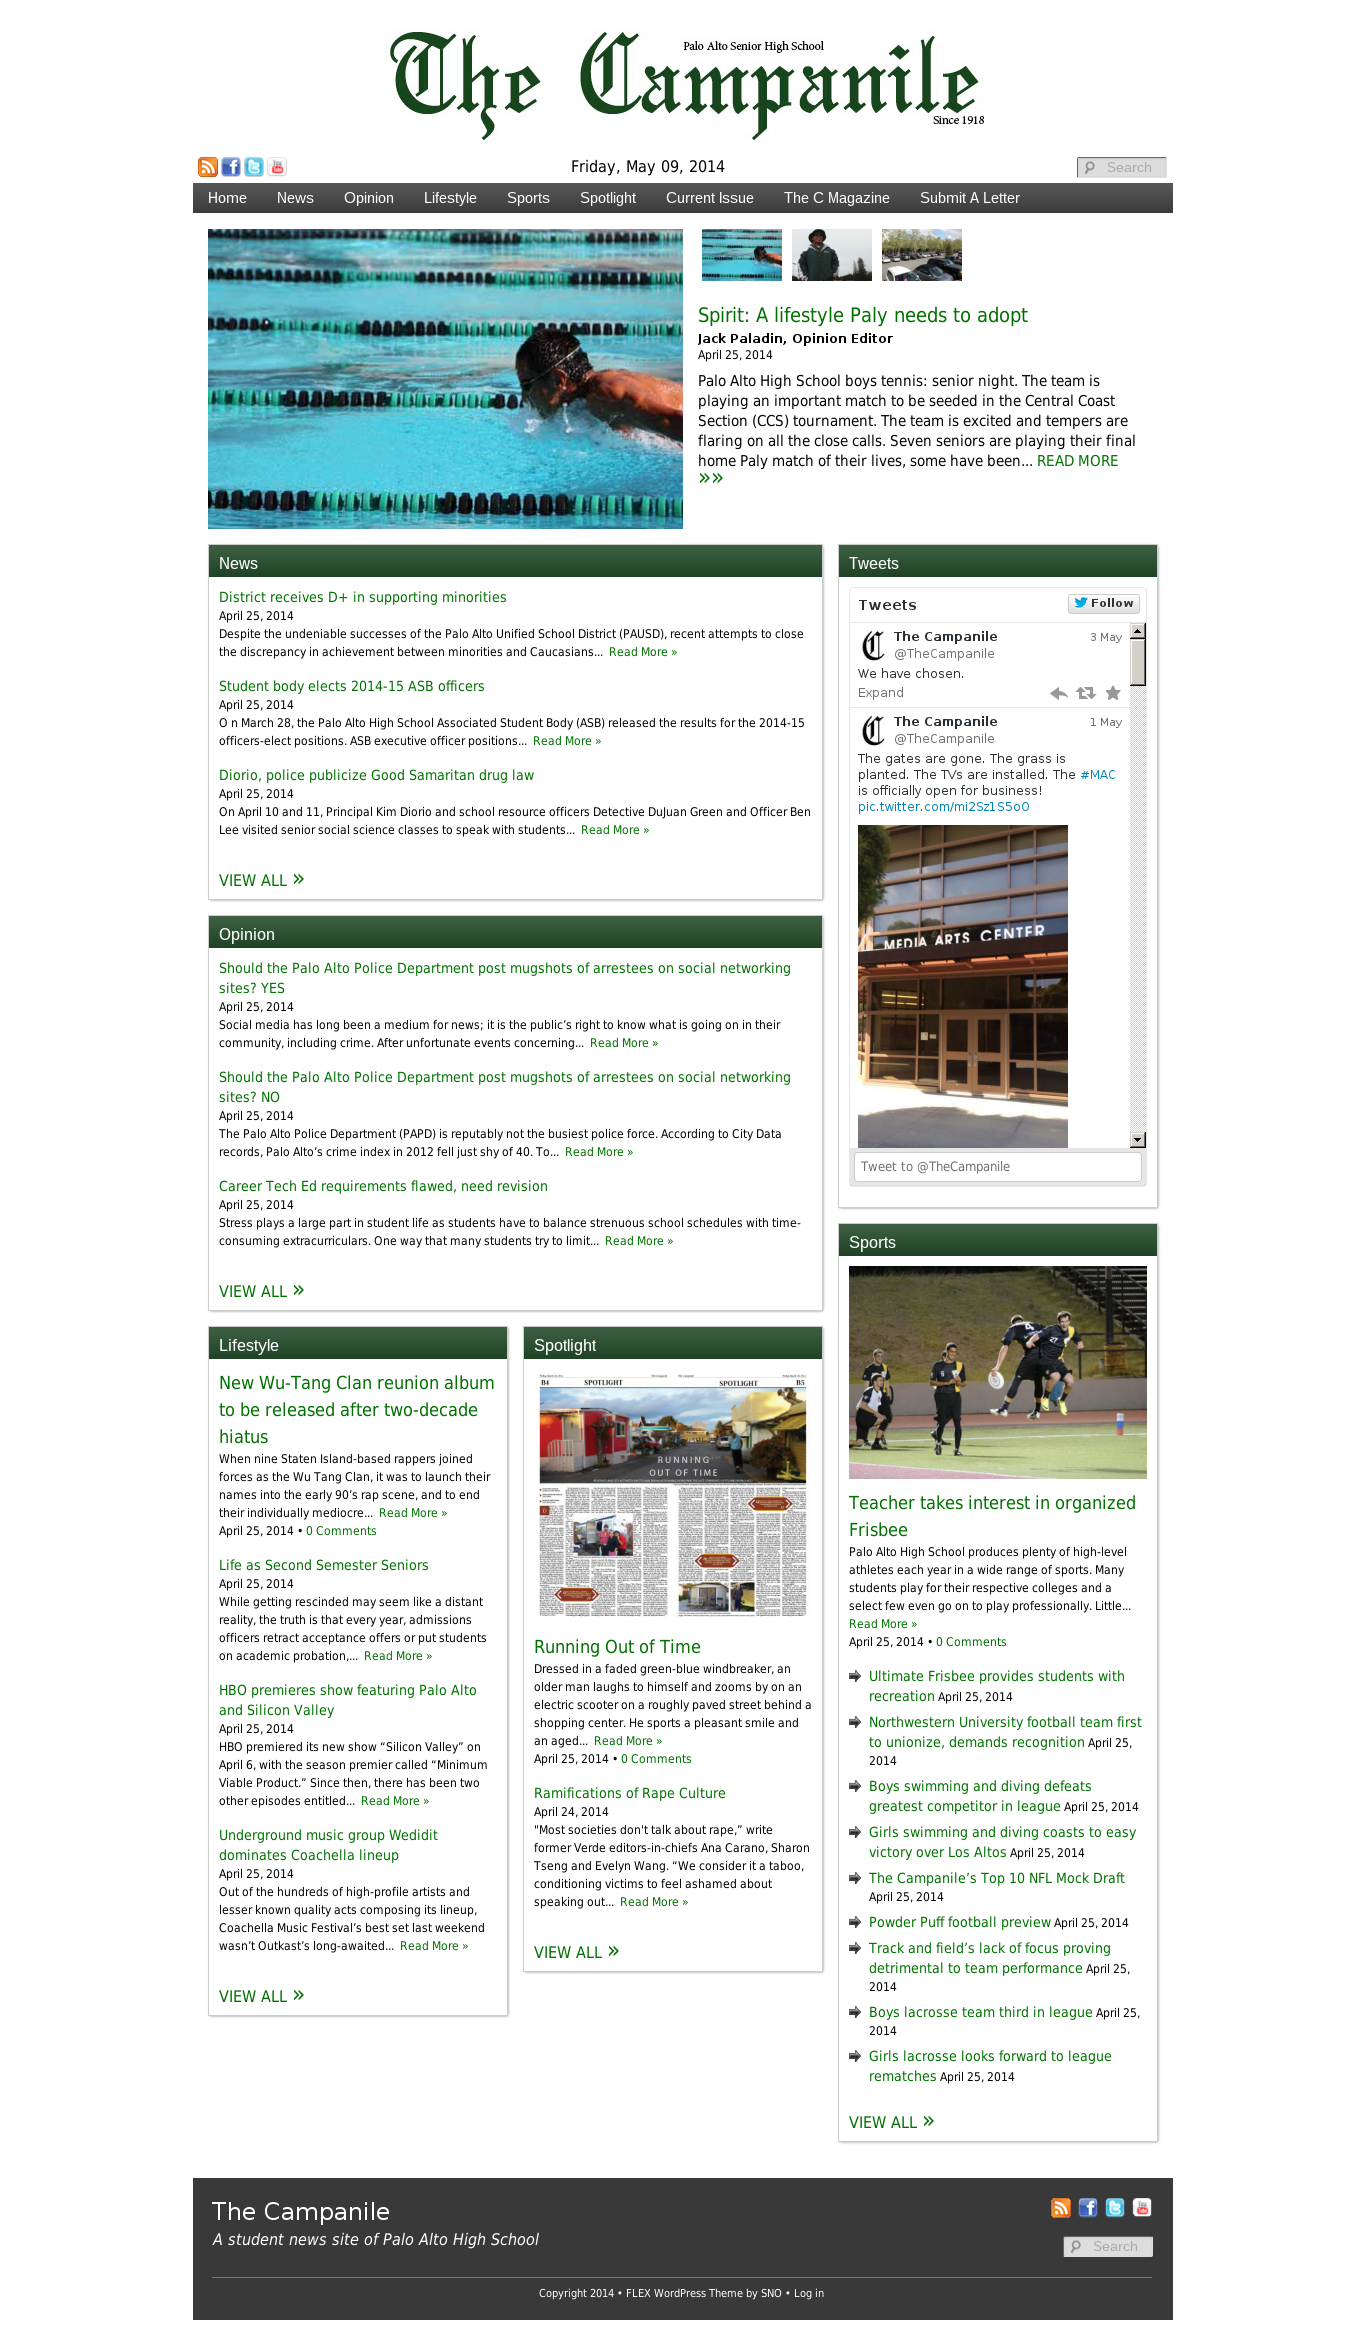 Palo Alto Senior High School
The Campanile
Since 1918
Friday, May 09, 2014
Search
Home News Opinion Lifestyle Sports Spotlight Current Issue The C Magazine Submit A Letter
Spirit: A lifestyle Paly needs to adopt
Jack Paladin, Opinion Editor
April 25, 2014
Palo Alto High School boys tennis: senior night. The team is
playing an important match to be seeded in the Central Coast
Section (CCS) tournament. The team is excited and tempers are
flaring on all the close calls. Seven seniors are playing their final
home Paly match of their lives, some have been... READ MORE
»»
News
District receives D+ in supporting minorities
April 25, 2014
Despite the undeniable successes of the Palo Alto Unified School District (PAUSD), recent attempts to close
the discrepancy in achievement between minorities and Caucasians... Read More »
Student body elects 2014-15 ASB officers
April 25, 2014
O n March 28, the Palo Alto High School Associated Student Body (ASB) released the results for the 2014-15
officers-elect positions. ASB executive officer positions... Read More »
Diorio, police publicize Good Samaritan drug law
April 25, 2014
On April 10 and 11, Principal Kim Diorio and school resource officers Detective DuJuan Green and Officer Ben
Lee visited senior social science classes to speak with students... Read More »
VIEW ALL »
Opinion
Should the Palo Alto Police Department post mugshots of arrestees on social networking
sites? YES
April 25, 2014
Social media has long been a medium for news; it is the public’s right to know what is going on in their
community, including crime. After unfortunate events concerning... Read More »
Should the Palo Alto Police Department post mugshots of arrestees on social networking
sites? NO
April 25, 2014
The Palo Alto Police Department (PAPD) is reputably not the busiest police force. According to City Data
records, Palo Alto’s crime index in 2012 fell just shy of 40. To... Read More »
Career Tech Ed requirements flawed, need revision
April 25, 2014
Stress plays a large part in student life as students have to balance strenuous school schedules with time-
consuming extracurriculars. One way that many students try to limit... Read More »
VIEW ALL »
Lifestyle
New Wu-Tang Clan reunion album
to be released after two-decade
hiatus
When nine Staten Island-based rappers joined
forces as the Wu Tang Clan, it was to launch their
names into the early 90’s rap scene, and to end
their individually mediocre... Read More »
April 25, 2014 • 0 Comments
Life as Second Semester Seniors
April 25, 2014
While getting rescinded may seem like a distant
reality, the truth is that every year, admissions
officers retract acceptance offers or put students
on academic probation,... Read More »
HBO premieres show featuring Palo Alto
and Silicon Valley
April 25, 2014
HBO premiered its new show “Silicon Valley” on
April 6, with the season premier called “Minimum
Viable Product.” Since then, there has been two
other episodes entitled... Read More »
Underground music group Wedidit
dominates Coachella lineup
April 25, 2014
Out of the hundreds of high-profile artists and
lesser known quality acts composing its lineup,
Coachella Music Festival’s best set last weekend
wasn’t Outkast’s long-awaited... Read More »
VIEW ALL »
Spotlight
B4 SPOTLIGHT SPOTLIGHT B5
RUNNING
OUT OF TIME
Running Out of Time
Dressed in a faded green-blue windbreaker, an
older man laughs to himself and zooms by on an
electric scooter on a roughly paved street behind a
shopping center. He sports a pleasant smile and
an aged... Read More »
April 25, 2014 • 0 Comments
Ramifications of Rape Culture
April 24, 2014
"Most societies don't talk about rape,” write
former Verde editors-in-chiefs Ana Carano, Sharon
Tseng and Evelyn Wang. “We consider it a taboo,
conditioning victims to feel ashamed about
speaking out... Read More »
VIEW ALL »
Tweets
Tweets Follow
The Campanile 3 May
@TheCampanile
We have chosen.
Expand
The Campanile 1 May
@TheCampanile
The gates are gone. The grass is
planted. The TVs are installed. The #MAC
is officially open for business!
pic.twitter.com/mi2Sz1S5oO
MEDIA ARTS CENTER
Tweet to @TheCampanile
Sports
Teacher takes interest in organized
Frisbee
Palo Alto High School produces plenty of high-level
athletes each year in a wide range of sports. Many
students play for their respective colleges and a
select few even go on to play professionally. Little...
Read More »
April 25, 2014 • 0 Comments
Ultimate Frisbee provides students with
recreation April 25, 2014
Northwestern University football team first
to unionize, demands recognition April 25,
2014
Boys swimming and diving defeats
greatest competitor in league April 25, 2014
Girls swimming and diving coasts to easy
victory over Los Altos April 25, 2014
The Campanile’s Top 10 NFL Mock Draft
April 25, 2014
Powder Puff football preview April 25, 2014
Track and field’s lack of focus proving
detrimental to team performance April 25,
2014
Boys lacrosse team third in league April 25,
2014
Girls lacrosse looks forward to league
rematches April 25, 2014
VIEW ALL »
The Campanile
A student news site of Palo Alto High School
Search
Copyright 2014 • FLEX WordPress Theme by SNO • Log in